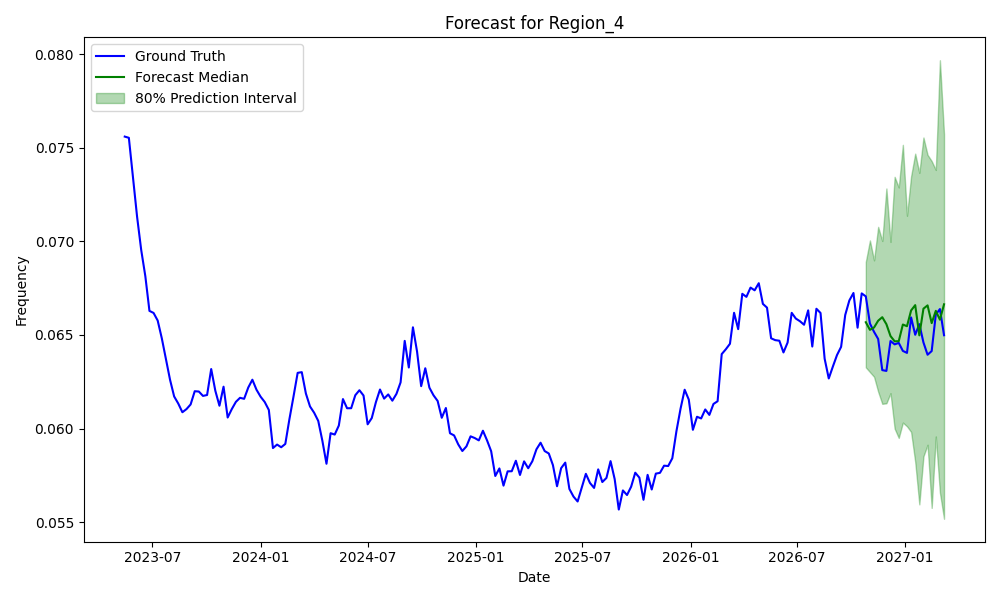 Forecast for Region_4
Ground Truth
Forecast Median
80% Prediction Interval
0.080
0.075
0.070
0.065
0.060
0.055
Frequency
2023-07
2024-01
2024-07
2025-01
2025-07
2026-01
2026-07
2027-01
Date